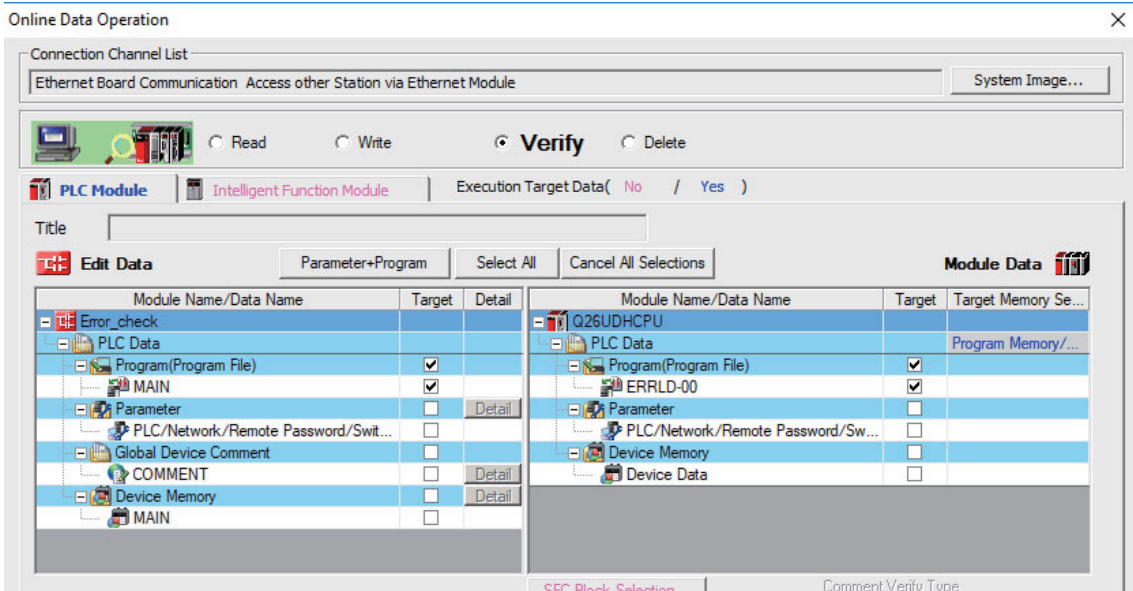 Online Data Operation
Connection Channel List
Ethernet Board Communication Access other Station via Ethernet Module
System Image...
Read Write Verify Delete
PLC Module Intelligent Function Module Execution Target Data( No / Yes )
Title
Edit Data Parameter+Program Select All Cancel All Selections Module Data
Module Name/Data Name Target Detail Module Name/Data Name Target Target Memory Se...
Error_check Q26UDHCPU
PLC Data PLC Data Program Memory/...
Program(Program File) Program(Program File)
MAIN ERRLD-00
Parameter Detail Parameter
PLC/Network/Remote Password/Swit... PLC/Network/Remote Password/Sw...
Global Device Comment Device Memory
COMMENT Detail Device Data
Device Memory Detail
MAIN
SFC Block Selection... Comment Verify Type